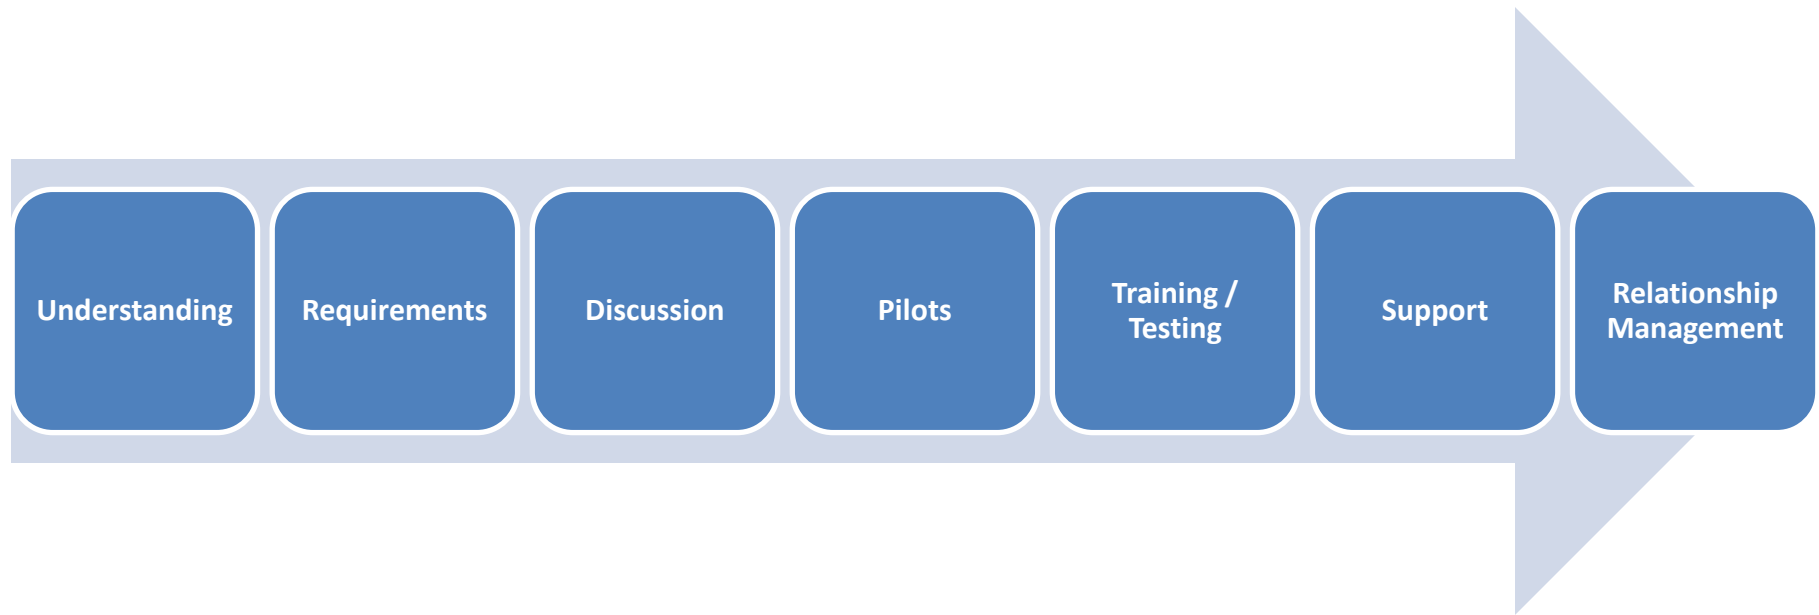 Understanding
Requirements
Discussion
Pilots
Training /
Testing
Support
Relationship
Management